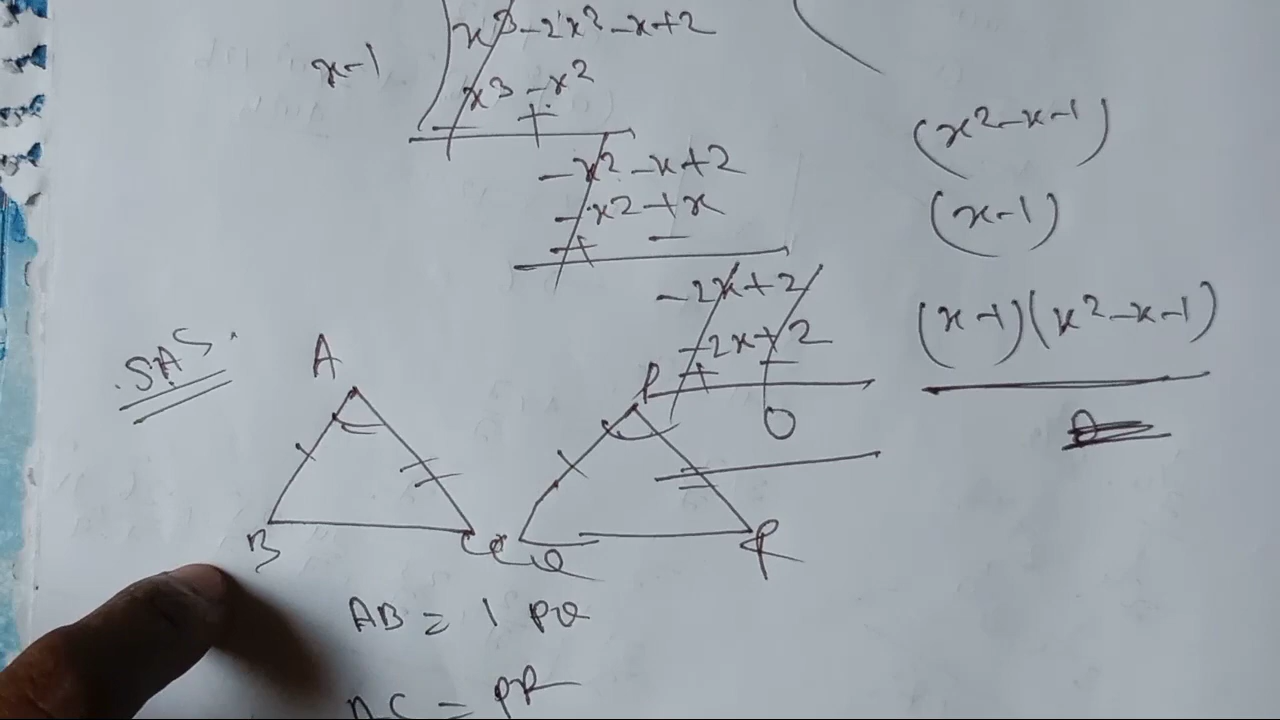 x³-2x²-x+2
x-1
x³-x²
- +
-x²-x+2
-x²+x
+ -
-2x+2
-2x+2
+ -
0
(x²-x-1)
(x-1)
(x-1)(x²-x-1)
SAS.
A
B
C
P
Q
R
AB = 1 PQ
AC = PR